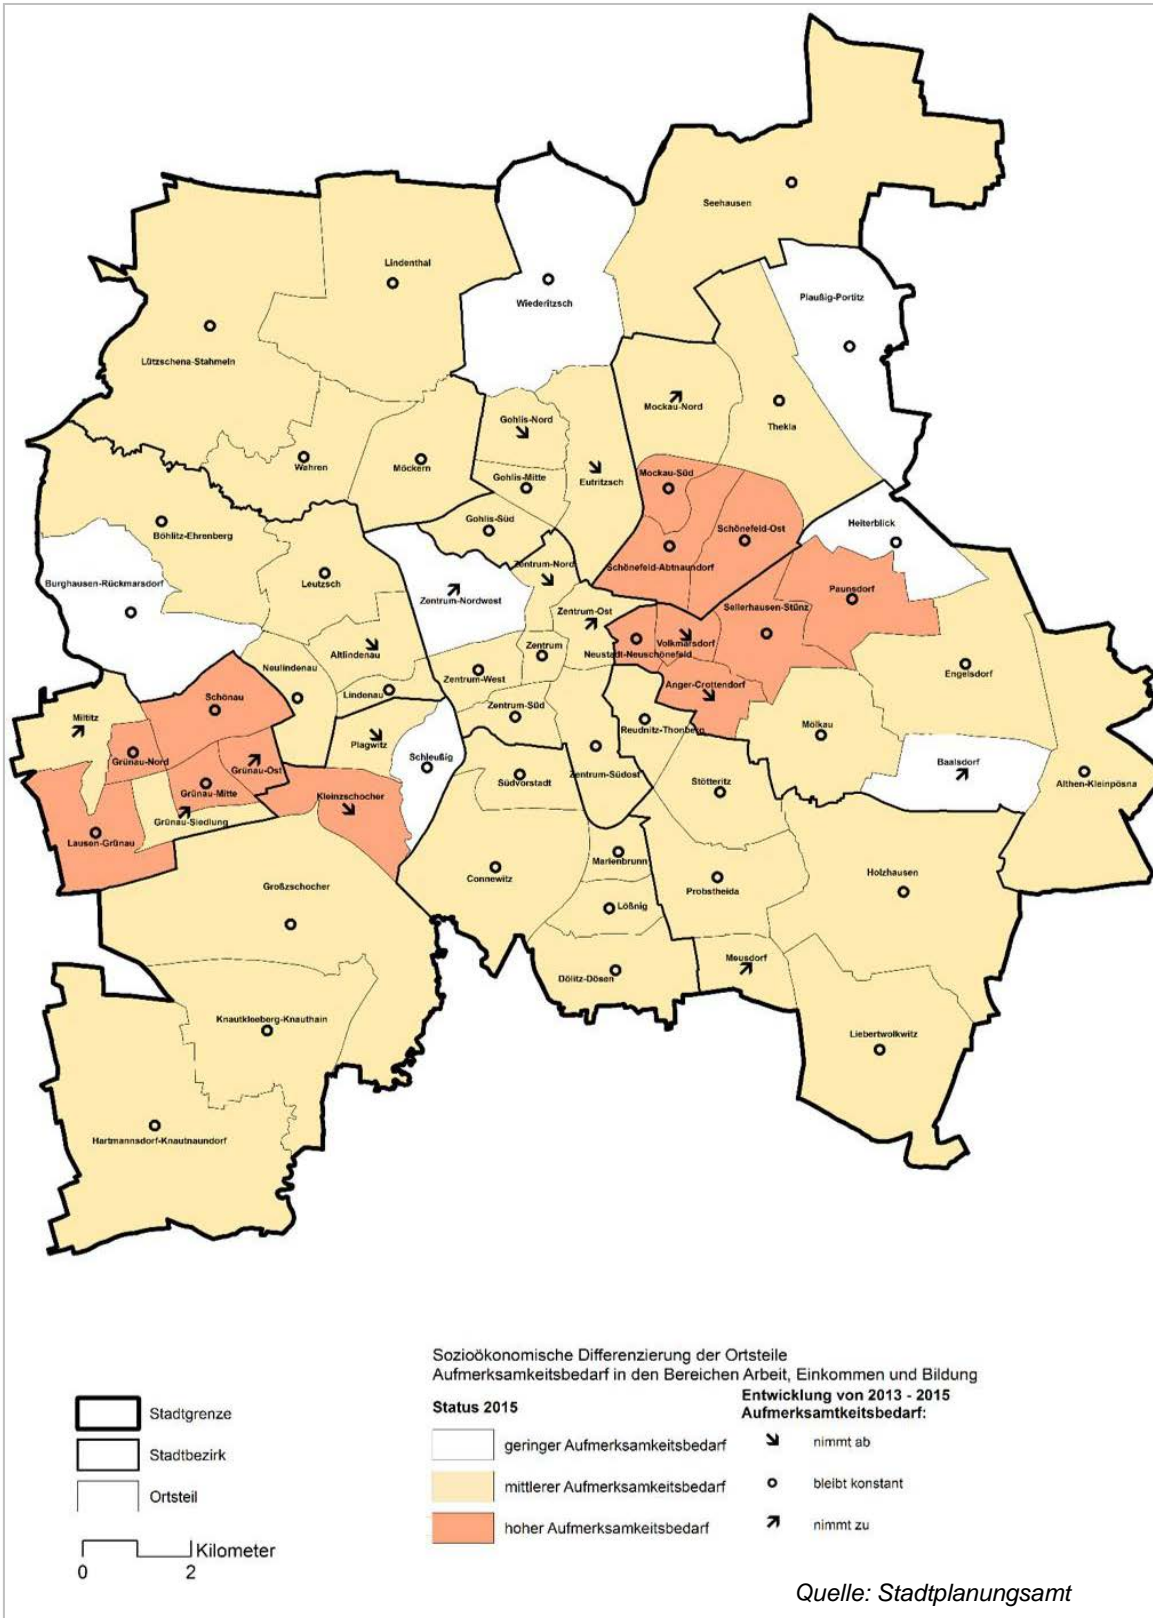 Seehausen
Lindenthal
Wiederitzsch
Plaußig-Portitz
Lützschena-Stahmeln
Mockau-Nord
Gohlis-Nord
Thekla
Wahren
Möckern
Eutritzsch
Mockau-Süd
Gohlis-Mitte
Gohlis-Süd
Schönefeld-Ost
Heiterblick
Böhlitz-Ehrenberg
Zentrum-Nord
Schönefeld-Abtnaundorf
Burghausen-Rückmarsdorf
Leutzsch
Paunsdorf
Zentrum-Nordwest
Sellerhausen-Stünz
Zentrum-Ost
Volkmarsdorf
Zentrum
Neustadt-Neuschönefeld
Altlindenau
Neulindenau
Engelsdorf
Zentrum-West
Anger-Crottendorf
Lindenau
Schönau
Zentrum-Süd
Miltitz
Mölkau
Reudnitz-Thonberg
Plagwitz
Schleußig
Grünau-Nord
Baalsdorf
Grünau-Ost
Zentrum-Südost
Südvorstadt
Althen-Kleinpösna
Stötteritz
Grünau-Mitte
Kleinzschocher
Grünau-Siedlung
Lausen-Grünau
Marienbrunn
Holzhausen
Connewitz
Großzschocher
Probstheida
Lößnig
Meusdorf
Dölitz-Dösen
Knautkleeberg-Knauthain
Liebertwolkwitz
Hartmannsdorf-Knautnaundorf
Sozioökonomische Differenzierung der Ortsteile
Aufmerksamkeitsbedarf in den Bereichen Arbeit, Einkommen und Bildung
Status 2015
Entwicklung von 2013 - 2015
Aufmerksamtkeitsbedarf:
Stadtgrenze
Stadtbezirk
Ortsteil
Kilometer
0 2
geringer Aufmerksamkeitsbedarf
mittlerer Aufmerksamkeitsbedarf
hoher Aufmerksamkeitsbedarf
nimmt ab
bleibt konstant
nimmt zu
Quelle: Stadtplanungsamt